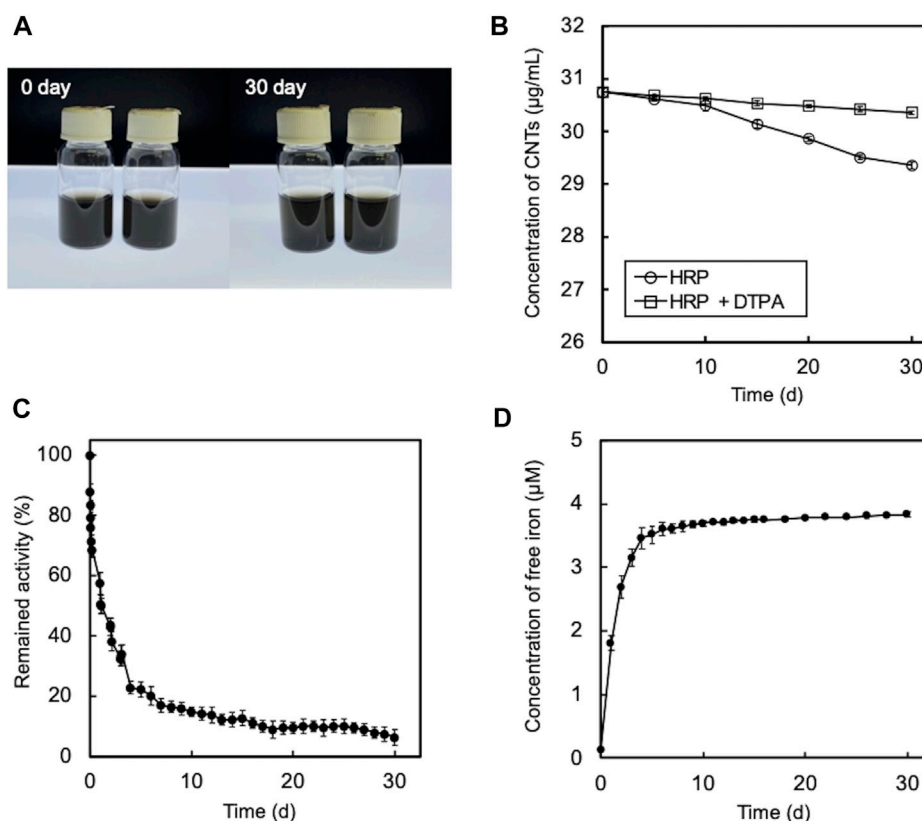 A
0 day
30 day
B
Concentration of CNTs (µg/mL)
32
31
30
29
28
27
26
HRP
HRP + DTPA
0
10
20
30
Time (d)
C
Remained activity (%)
100
80
60
40
20
0
0
10
20
30
Time (d)
D
Concentration of free iron (µM)
5
4
3
2
1
0
0
10
20
30
Time (d)